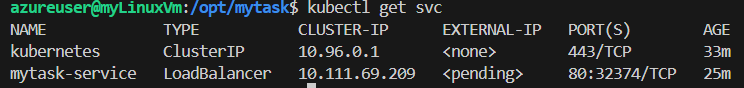 azureuser@myLinuxVm:/opt/mytask$ kubectl get svc
NAME TYPE CLUSTER-IP EXTERNAL-IP PORT(S) AGE
kubernetes ClusterIP 10.96.0.1 <none> 443/TCP 33m
mytask-service LoadBalancer 10.111.69.209 <pending> 80:32374/TCP 25m